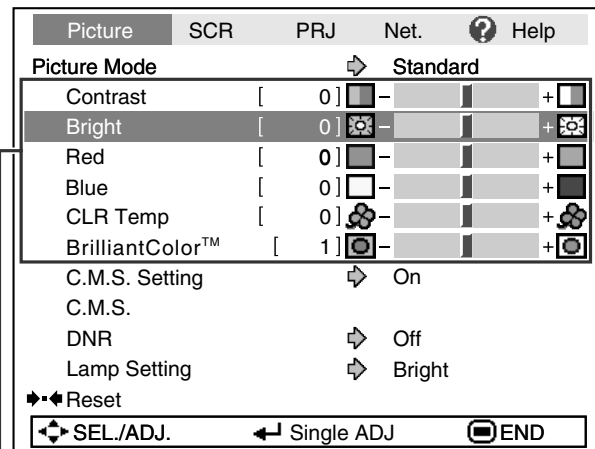 Picture SCR PRJ Net. ? Help
Picture Mode Standard
Contrast [ 0 ] - +
Bright [ 0 ] - +
Red [ 0 ] - +
Blue [ 0 ] - +
CLR Temp [ 0 ] - +
BrilliantColor™ [ 1 ] - +
C.M.S. Setting On
C.M.S.
DNR Off
Lamp Setting Bright
Reset
SEL./ADJ. Single ADJ END